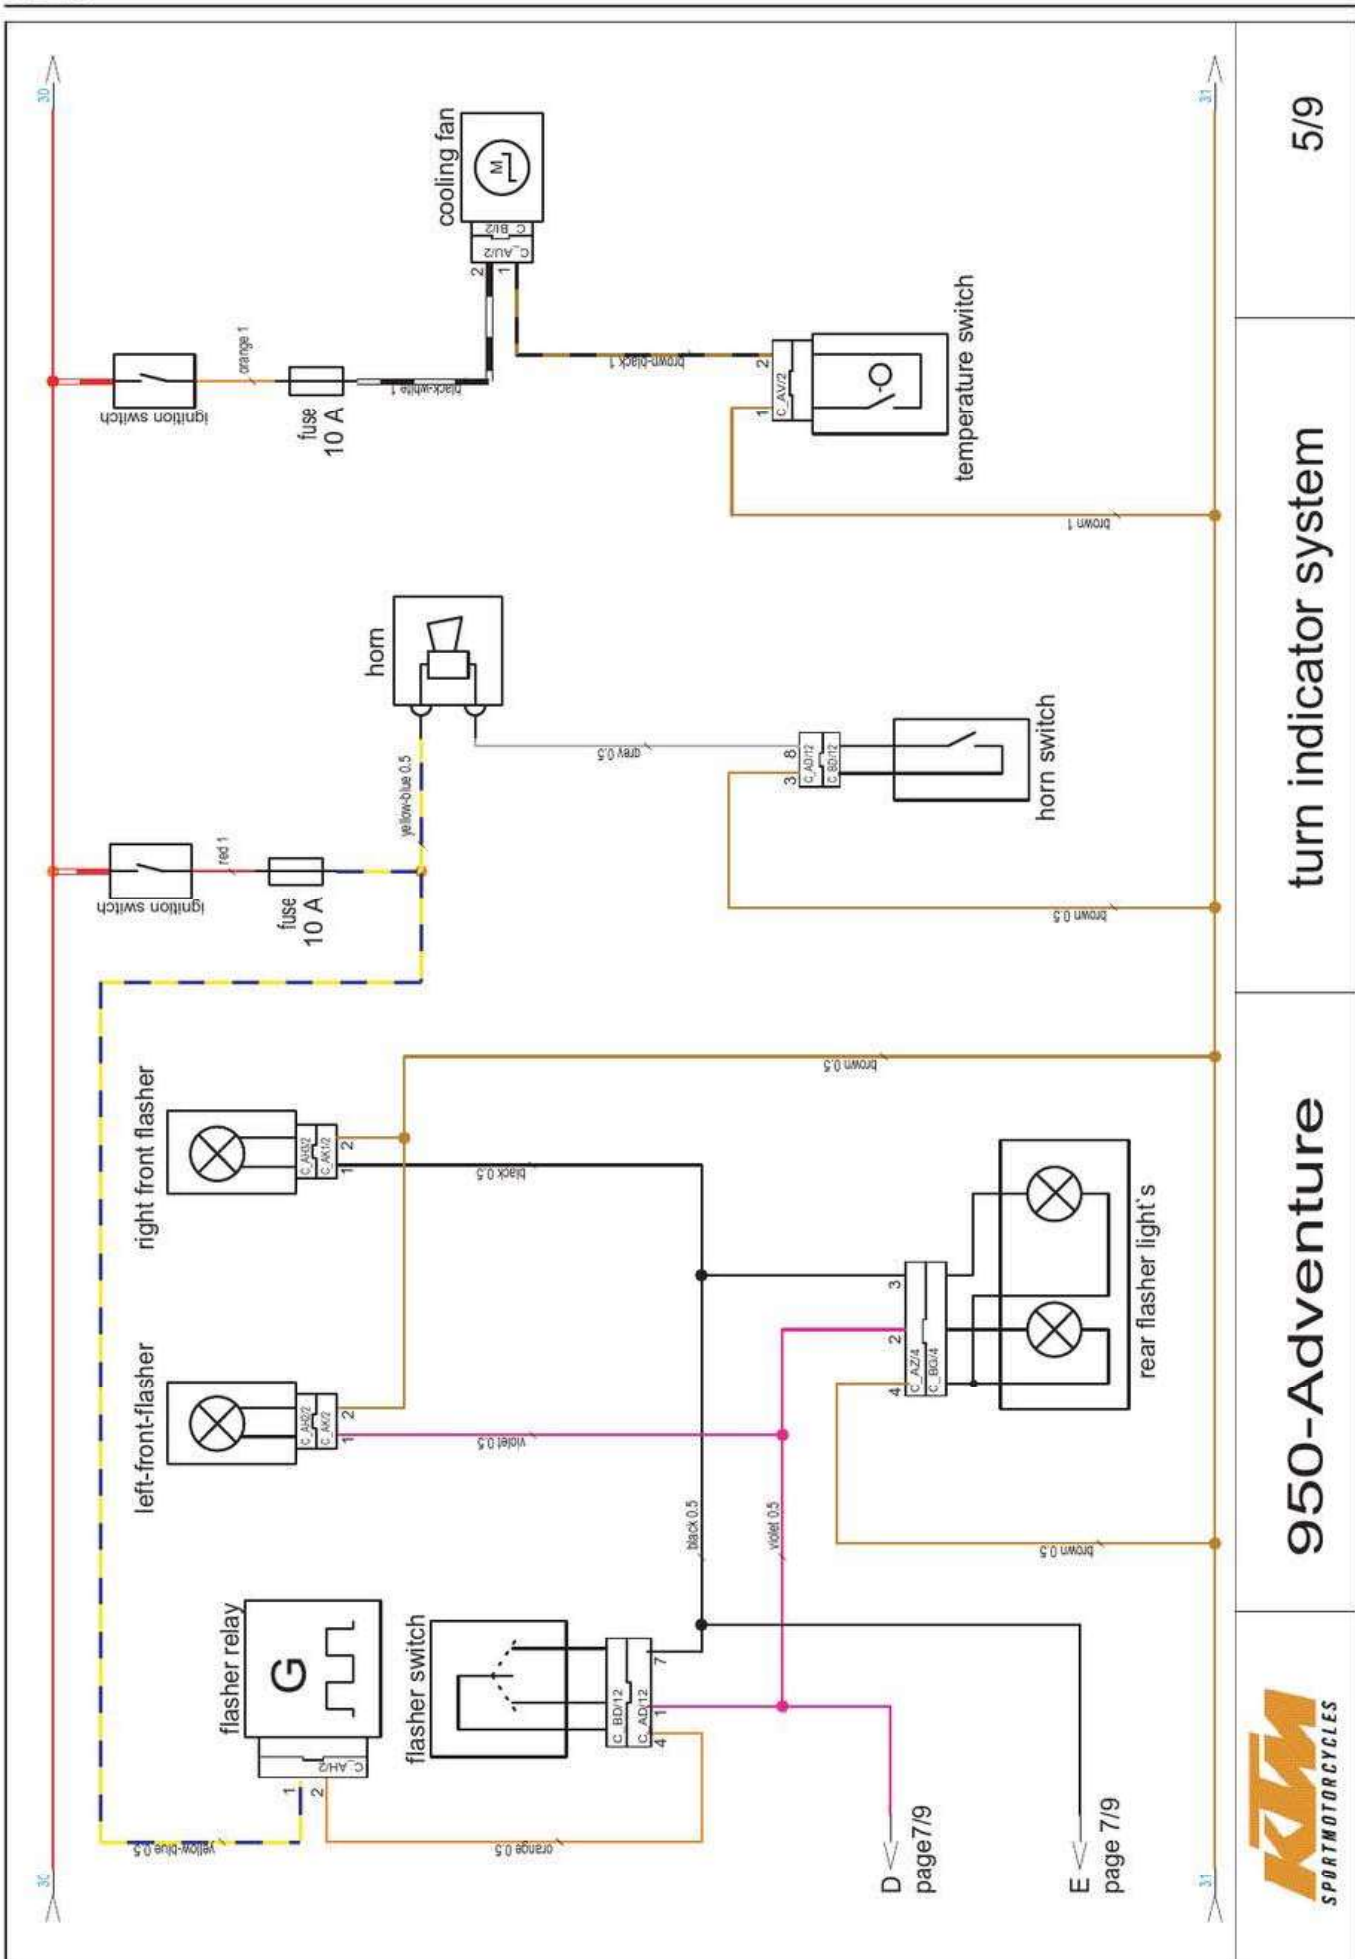 30
30
ignition switch
orange 1
fuse
10 A
black-white 1
cooling fan
M
C_BI/2
C_AU/2
2
1
brown-black 1
2
1
C_AV/2
temperature switch
brown 1
ignition switch
red 1
fuse
10 A
yellow-blue 0.5
horn
grey 0.5
8
3
C_AD/12
C_BD/12
horn switch
brown 0.5
right front flasher
C_AH3/2
C_AK1/2
2
1
brown 0.5
black 0.5
left-front-flasher
C_AH2/2
C_AK/2
2
1
violet 0.5
flasher relay
G
C_AH/2
1
2
yellow-blue 0.5
orange 0.5
flasher switch
C_BD/12
C_AD/12
7
1
4
black 0.5
violet 0.5
3
2
4
C_AZ/4
C_BG/4
rear flasher light`s
brown 0.5
D
page7/9
E
page 7/9
31
31
KTM
SPORTMOTORCYCLES
950-Adventure
turn indicator system
5/9